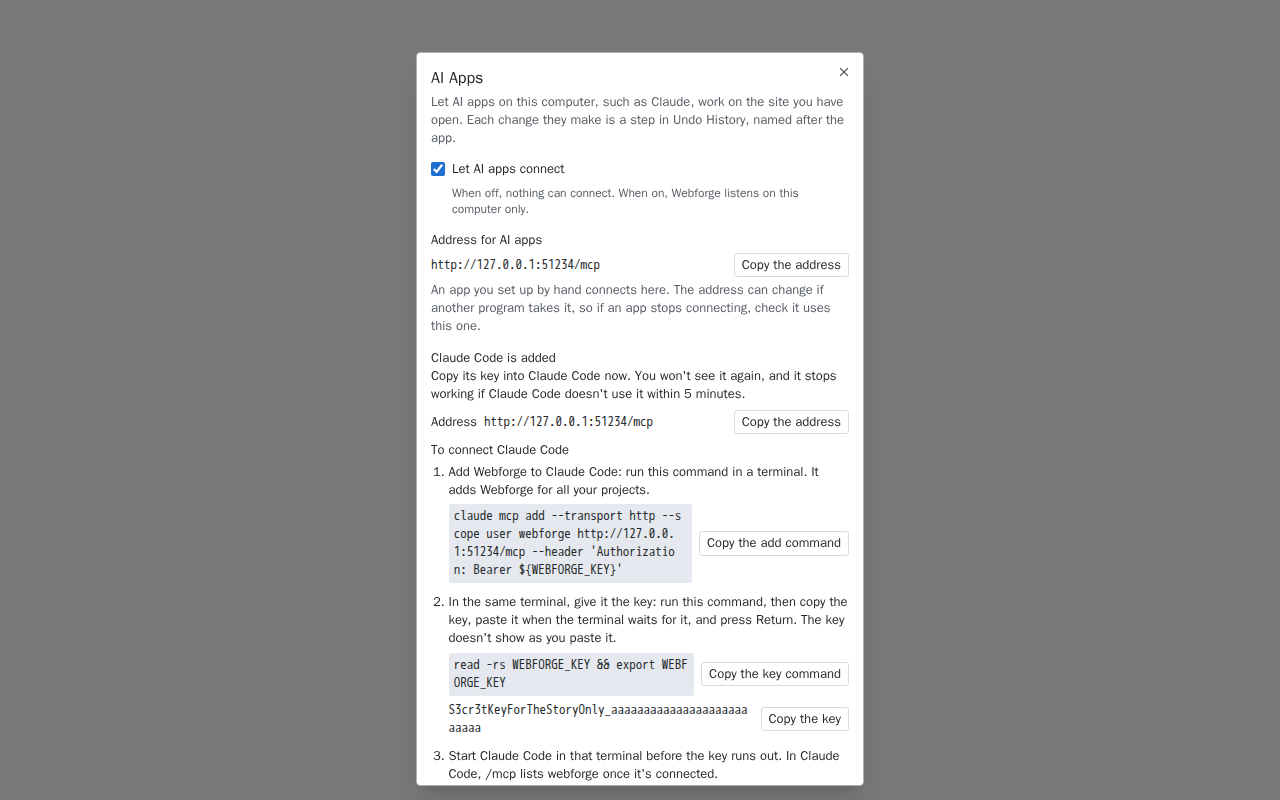 AI Apps
Let AI apps on this computer, such as Claude, work on the site you have
open. Each change they make is a step in Undo History, named after the
app.
Let AI apps connect
When off, nothing can connect. When on, Webforge listens on this
computer only.
Address for AI apps
http://127.0.0.1:51234/mcp
Copy the address
An app you set up by hand connects here. The address can change if
another program takes it, so if an app stops connecting, check it uses
this one.
Claude Code is added
Copy its key into Claude Code now. You won't see it again, and it stops
working if Claude Code doesn't use it within 5 minutes.
Address http://127.0.0.1:51234/mcp
Copy the address
To connect Claude Code
1. Add Webforge to Claude Code: run this command in a terminal. It
adds Webforge for all your projects.
claude mcp add --transport http --s
cope user webforge http://127.0.0.
1:51234/mcp --header 'Authorizatio
n: Bearer ${WEBFORGE_KEY}'
Copy the add command
2. In the same terminal, give it the key: run this command, then copy the
key, paste it when the terminal waits for it, and press Return. The key
doesn't show as you paste it.
read -rs WEBFORGE_KEY && export WEBF
ORGE_KEY
Copy the key command
S3cr3tKeyForTheStoryOnly_aaaaaaaaaaaaaaaaaaaaa
aaaaa
Copy the key
3. Start Claude Code in that terminal before the key runs out. In Claude
Code, /mcp lists webforge once it's connected.